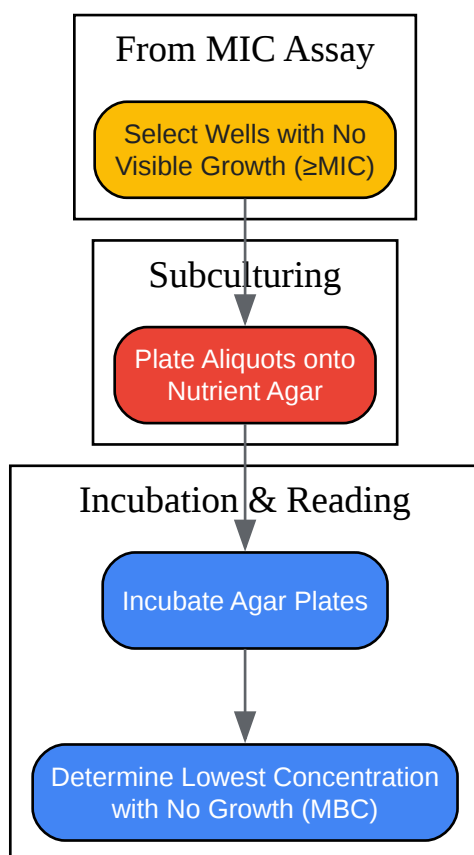 From MIC Assay
Select Wells with No
Visible Growth (≥MIC)
Subculturing
Plate Aliquots onto
Nutrient Agar
Incubation & Reading
Incubate Agar Plates
Determine Lowest Concentration
with No Growth (MBC)